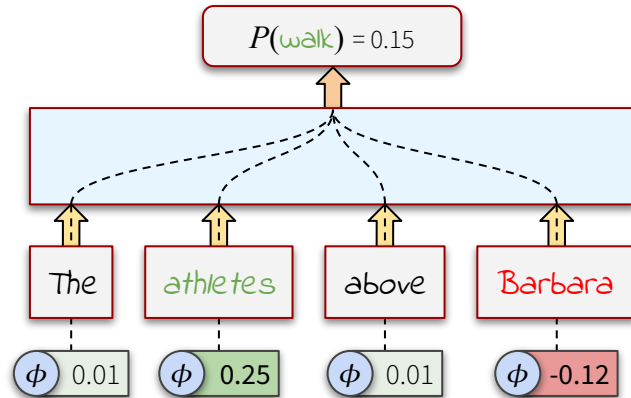 P(walk) = 0.15
The athletes above Barbara
ϕ 0.01 ϕ 0.25 ϕ 0.01 ϕ -0.12